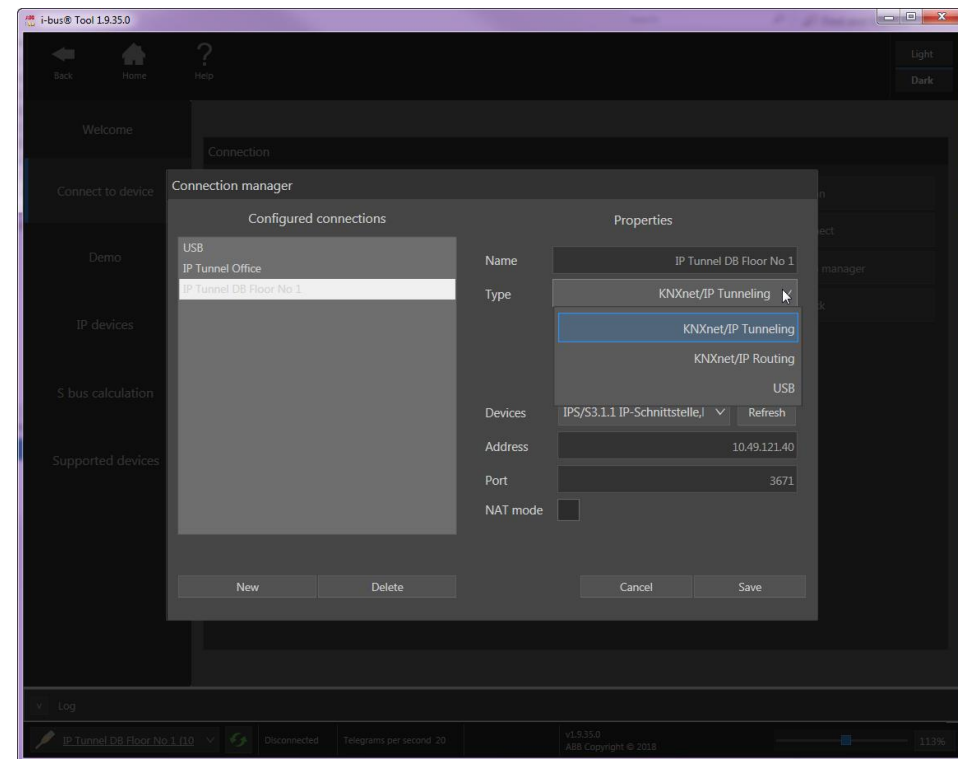 i-bus® Tool 1.9.35.0
Back
Home
Help
Light
Dark
Welcome
Connect to device
Demo
IP devices
S bus calculation
Supported devices
Connection
manager
Connection manager
Configured connections
USB
IP Tunnel Office
IP Tunnel DB Floor No 1
New
Delete
Properties
Name
IP Tunnel DB Floor No 1
Type
KNXnet/IP Tunneling
KNXnet/IP Tunneling
KNXnet/IP Routing
USB
Devices
IPS/S3.1.1 IP-Schnittstelle,
Refresh
Address
10.49.121.40
Port
3671
NAT mode
Cancel
Save
Log
IP Tunnel DB Floor No 1 (10
Disconnected
Telegrams per second 20
v1.9.35.0
ABB Copyright © 2018
113%